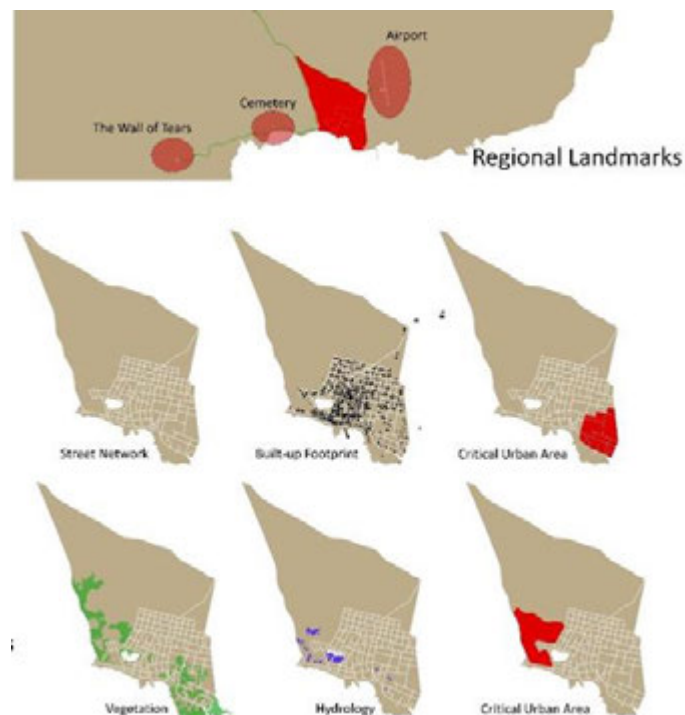 Airport
Cemetery
The Wall of Tears
Regional Landmarks
Street Network
Built-up Footprint
Critical Urban Area
Vegetation
Hydrology
Critical Urban Area